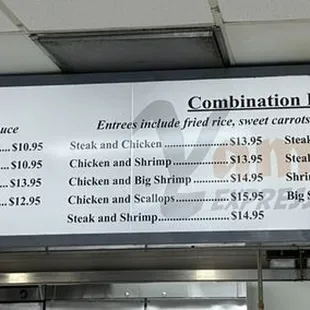 Combination
Entrees include fried rice, sweet carrots
uce
$10.95
$10.95
$13.95
$12.95
Steak and Chicken $13.95
Chicken and Shrimp $13.95
Chicken and Big Shrimp $14.95
Chicken and Scallops $15.95
Steak and Shrimp $14.95
Steak
Steak
Shri
Big S
EXPRESS